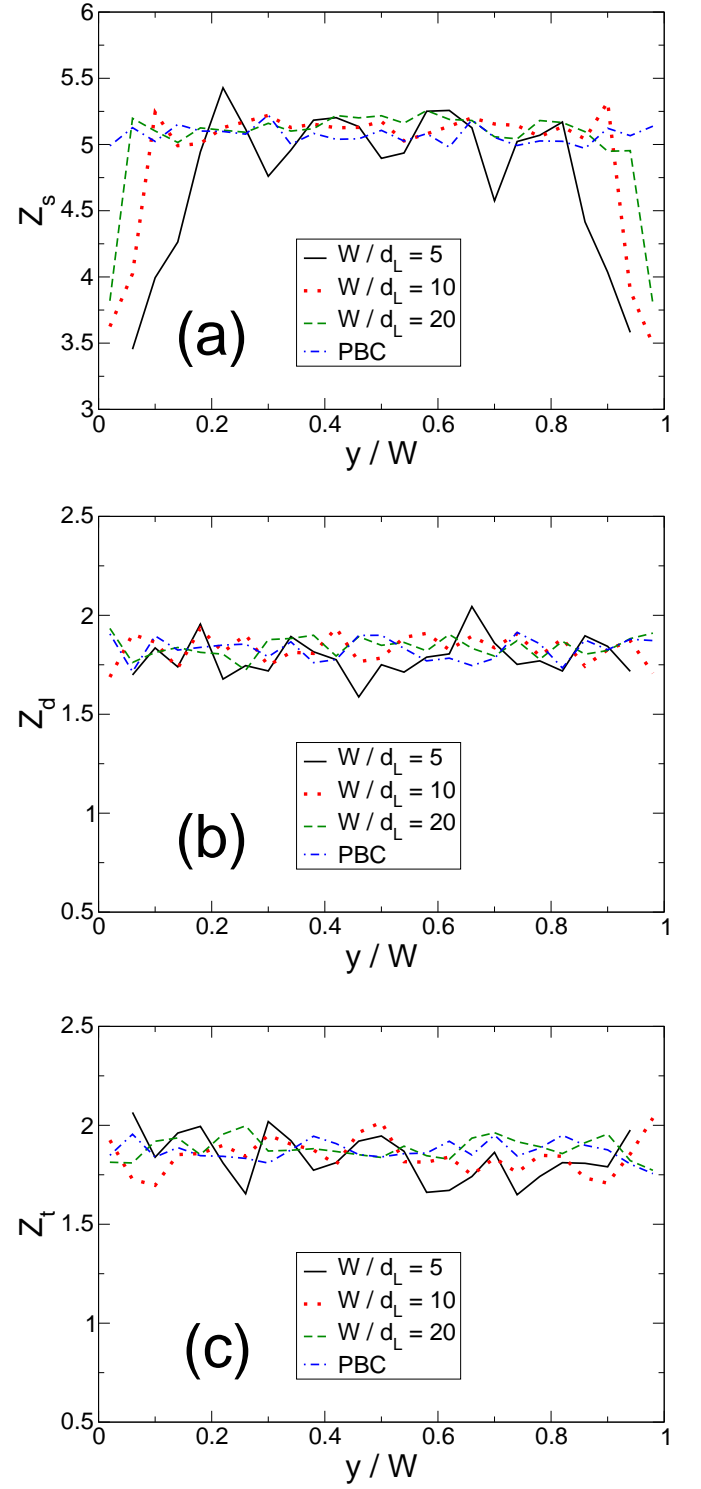 6
5.5
5
4.5
4
3.5
3
Z_s
(a)
W / d_L = 5
W / d_L = 10
W / d_L = 20
PBC
0 0.2 0.4 0.6 0.8 1
y / W
2.5
2
1.5
1
0.5
Z_d
(b)
W / d_L = 5
W / d_L = 10
W / d_L = 20
PBC
0 0.2 0.4 0.6 0.8 1
y / W
2.5
2
1.5
1
0.5
Z_t
(c)
W / d_L = 5
W / d_L = 10
W / d_L = 20
PBC
0 0.2 0.4 0.6 0.8 1
y / W